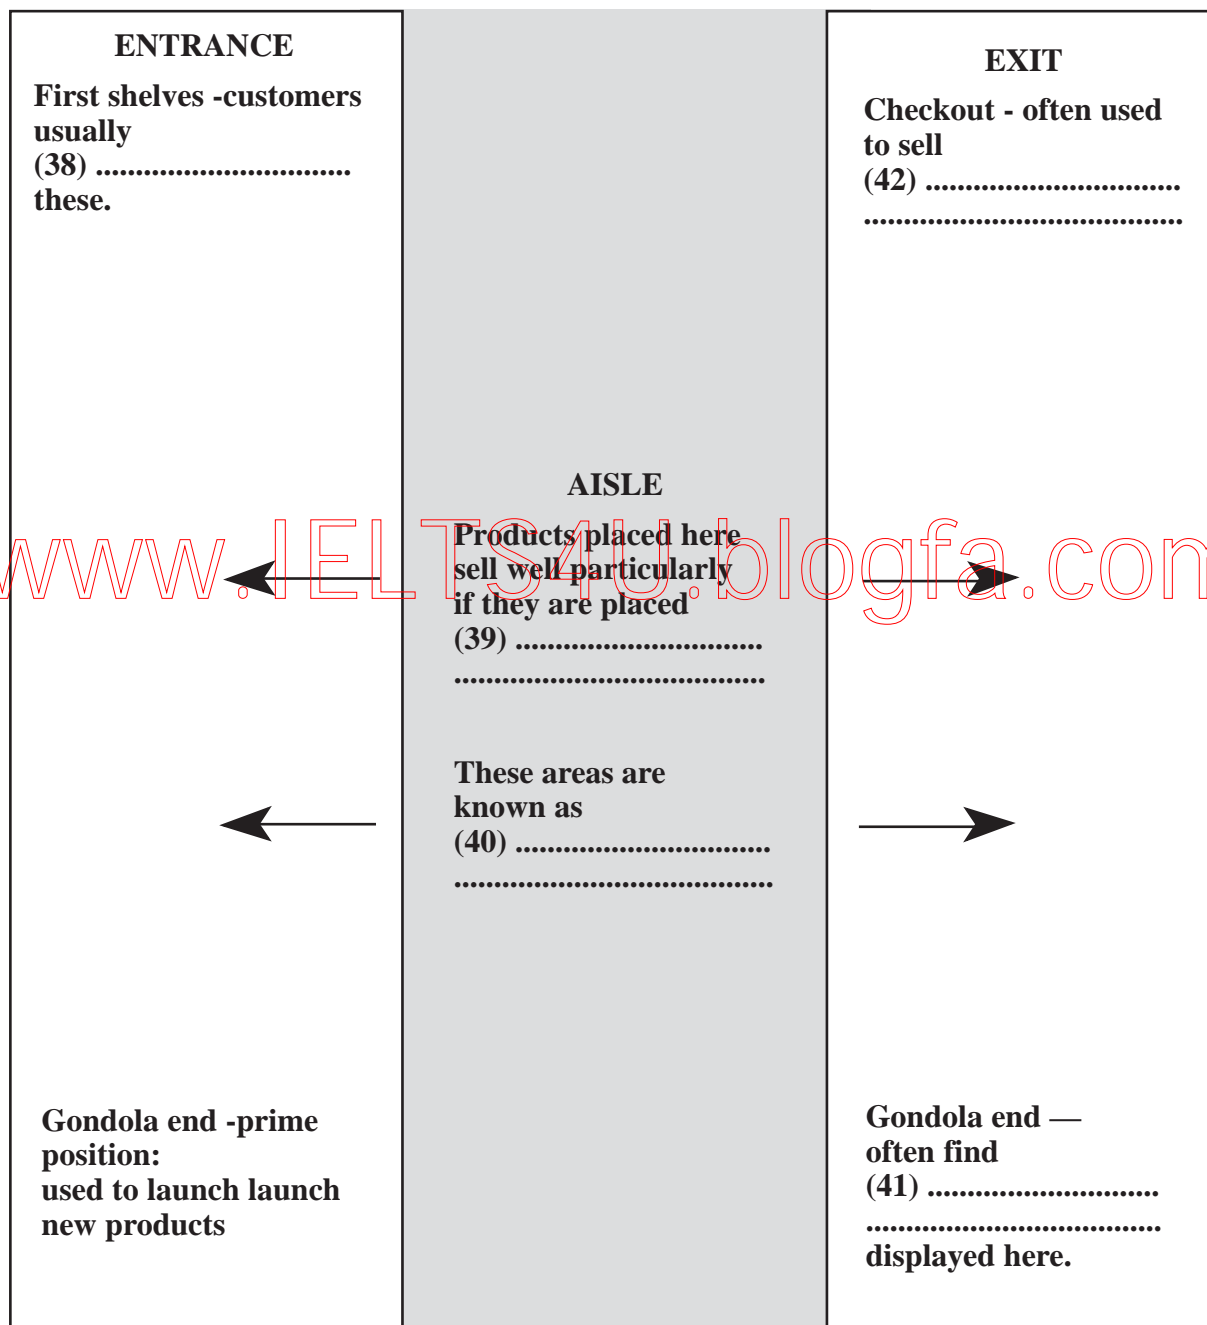 ENTRANCE
First shelves -customers
usually
(38) ................................
these.
AISLE
Products placed here
sell well particularly
if they are placed
(39) ...............................
.......................................
These areas are
known as
(40) ................................
........................................
Gondola end -prime
position:
used to launch launch
new products
EXIT
Checkout - often used
to sell
(42) ................................
........................................
Gondola end —
often find
(41) .............................
.....................................
displayed here.
www.IELTS4U.blogfa.com